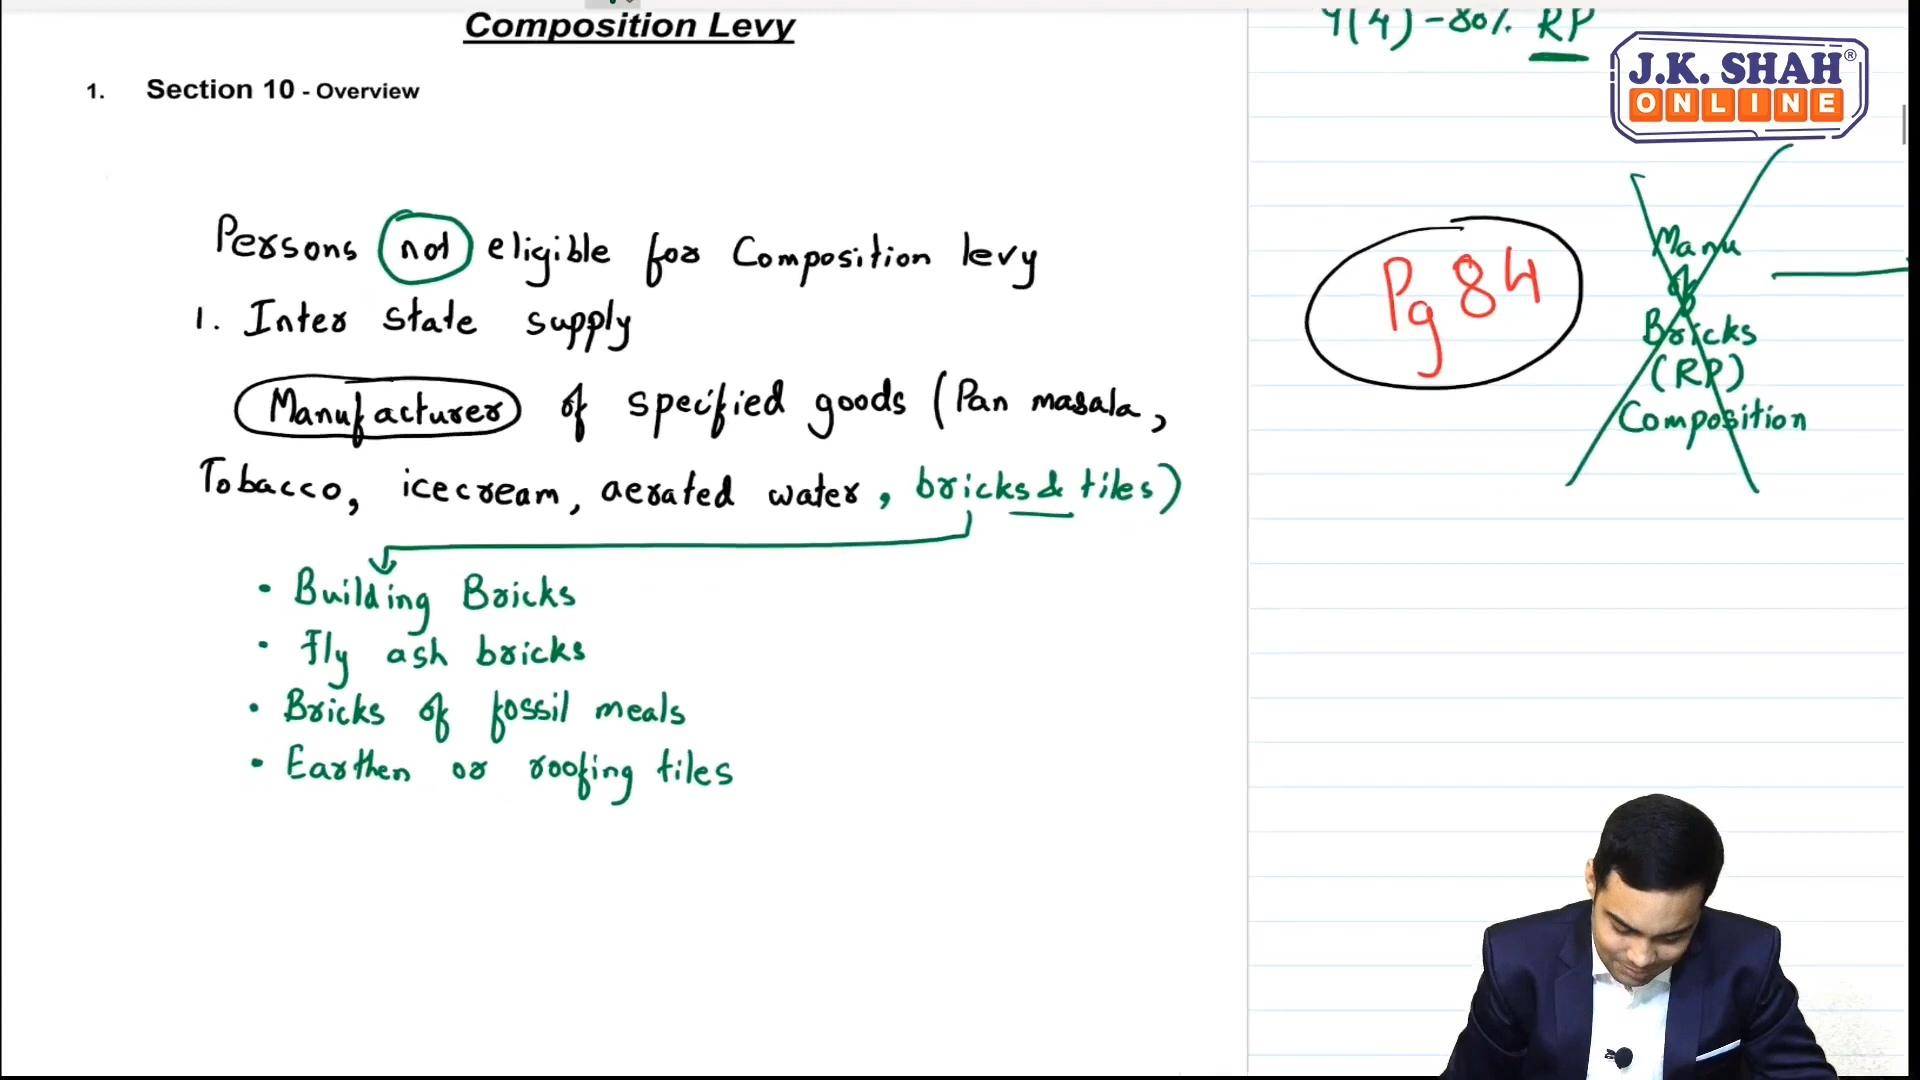 Composition Levy
1. Section 10 - Overview
Persons not eligible for Composition levy
1. Inter state supply
Manufacturer of specified goods (Pan masala,
Tobacco, icecream, aerated water, bricks & tiles)
• Building Bricks
• Fly ash bricks
• Bricks of fossil meals
• Earthen or roofing tiles
9(4) - 80% RP
J.K. SHAH®
ONLINE
Pg 84
Manu
of
Bricks
(RP)
Composition